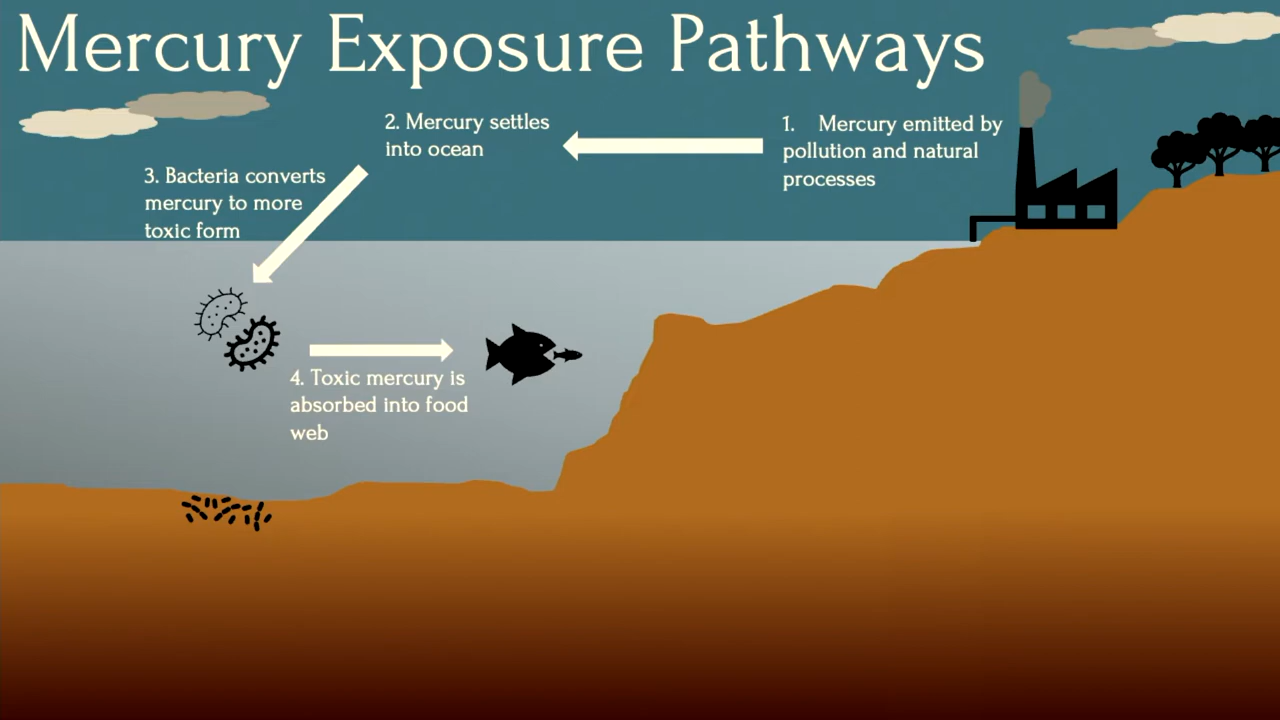 Mercury Exposure Pathways
1. Mercury emitted by
pollution and natural
processes
2. Mercury settles
into ocean
3. Bacteria converts
mercury to more
toxic form
4. Toxic mercury is
absorbed into food
web